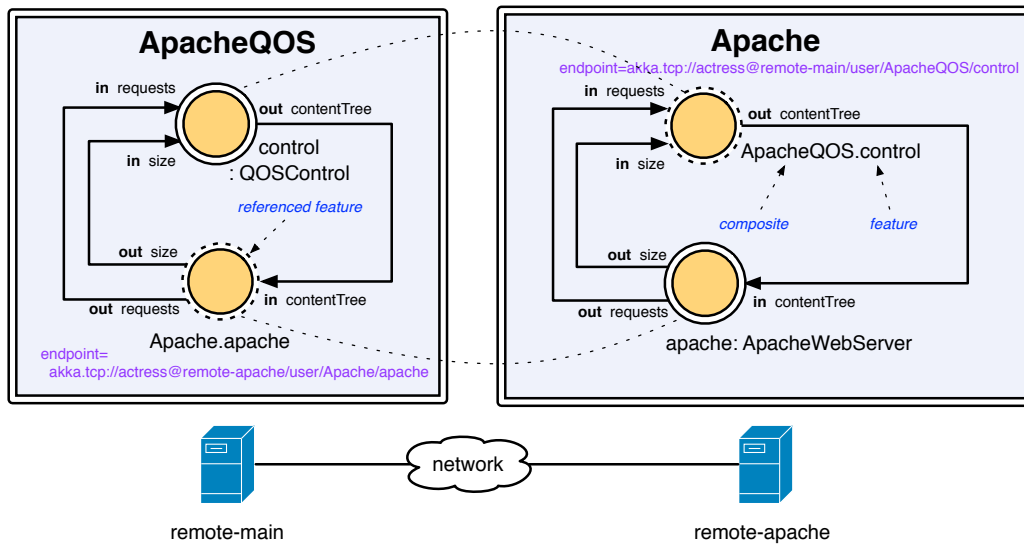 ApacheQOS
in requests
out contentTree
in size
control
: QOSControl
referenced feature
out size
in contentTree
out requests
Apache.apache
endpoint=
akka.tcp://actress@remote-apache/user/Apache/apache
Apache
endpoint=akka.tcp://actress@remote-main/user/ApacheQOS/control
in requests
out contentTree
in size
ApacheQOS.control
composite
feature
out size
in contentTree
out requests
apache: ApacheWebServer
network
remote-main
remote-apache